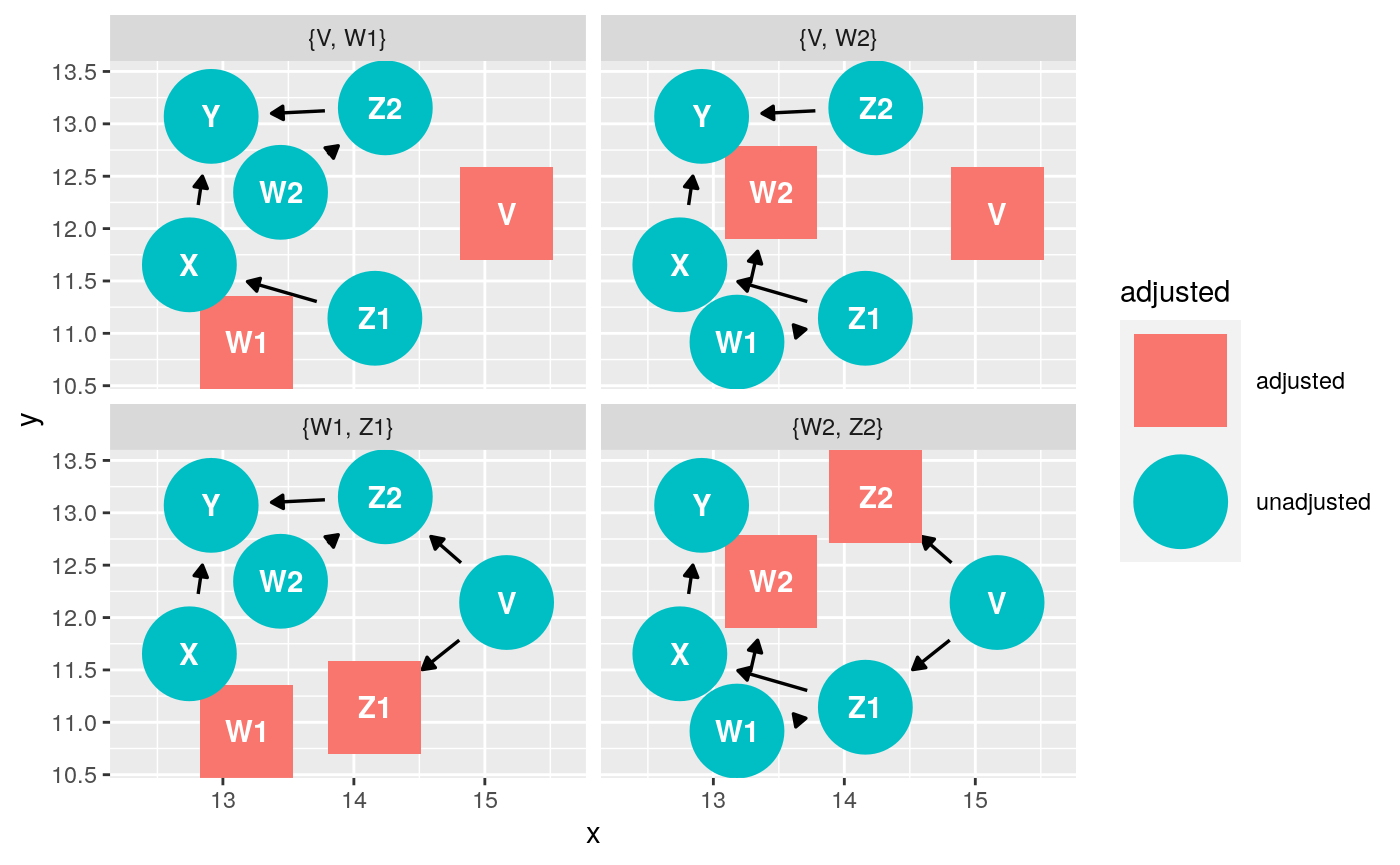 {V, W1}
{V, W2}
13.5
13.0
12.5
12.0
11.5
11.0
10.5
Y
Z2
W2
V
X
Z1
W1
Y
Z2
W2
V
X
Z1
W1
{W1, Z1}
{W2, Z2}
13.5
13.0
12.5
12.0
11.5
11.0
10.5
Y
Z2
W2
V
X
Z1
W1
Y
Z2
W2
V
X
Z1
W1
13
14
15
13
14
15
x
y
adjusted
adjusted
unadjusted